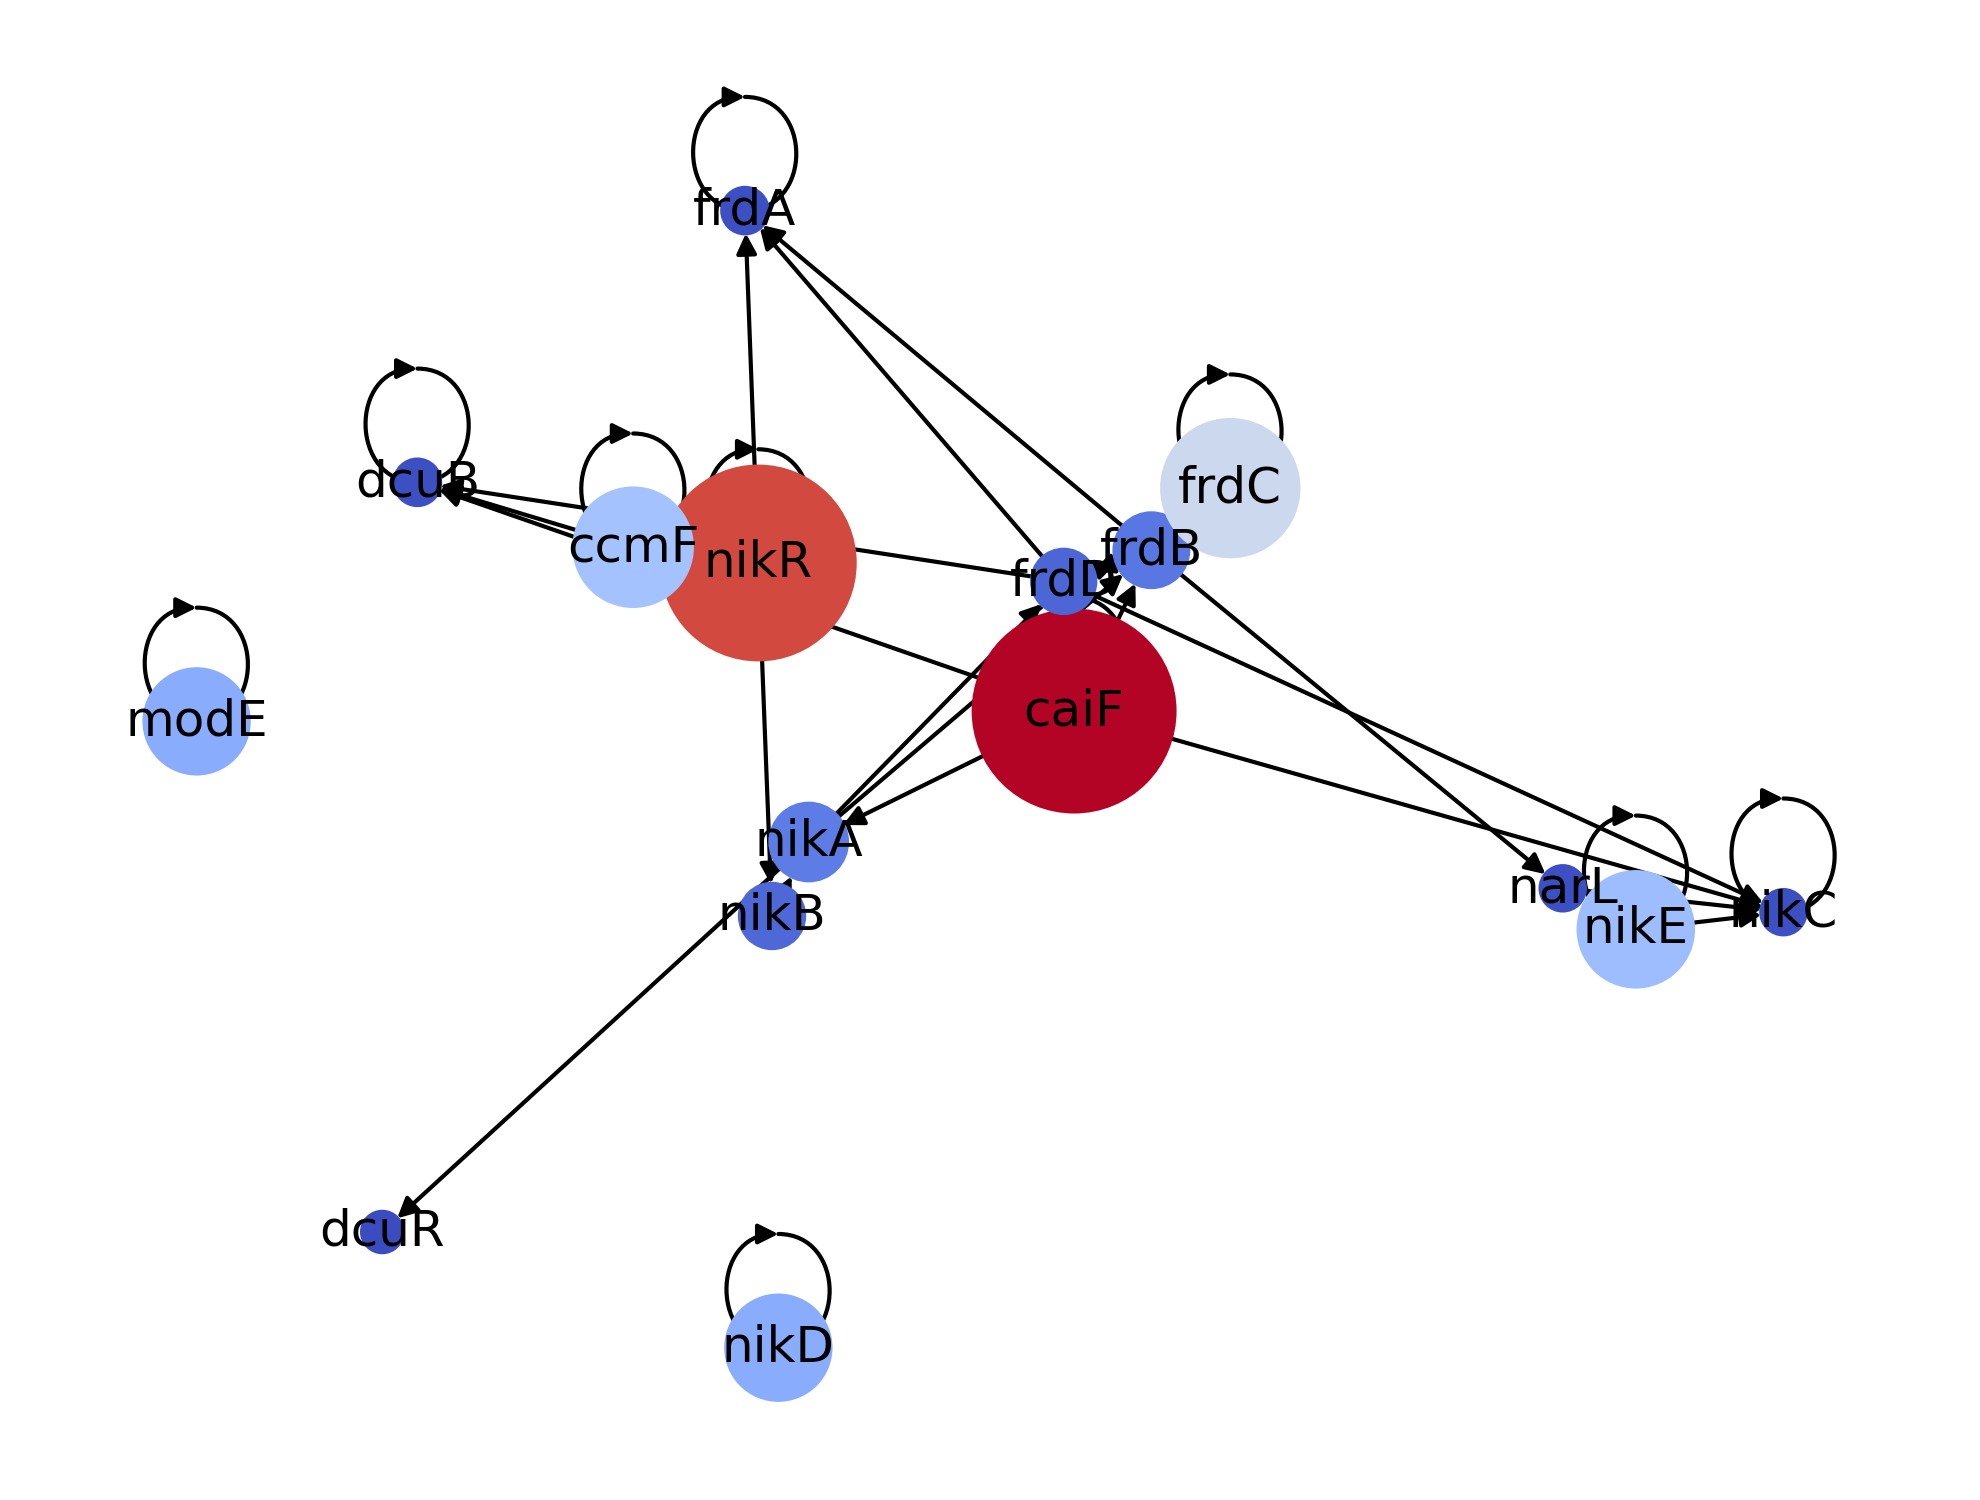 frdA
dcuB
frdC
ccmF
nikR
frdB
frdD
modE
caiF
nikA
narL
nikC
nikB
nikE
dcuR
nikD